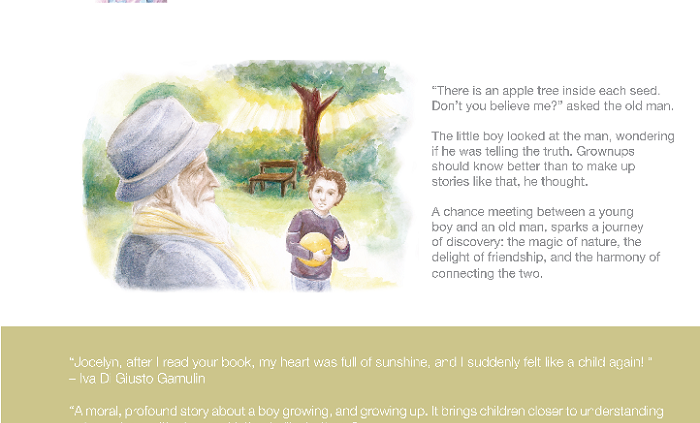 “There is an apple tree inside each seed.
Don’t you believe me?” asked the old man.
The little boy looked at the man, wondering
if he was telling the truth. Grownups
should know better than to make up
stories like that, he thought.
A chance meeting between a young
boy and an old man, sparks a journey
of discovery: the magic of nature, the
delight of friendship, and the harmony of
connecting the two.
“Jocelyn, after I read your book, my heart was full of sunshine, and I suddenly felt like a child again! “
– Iva D. Giusto Gamulin
“A moral, profound story about a boy growing, and growing up. It brings children closer to understanding